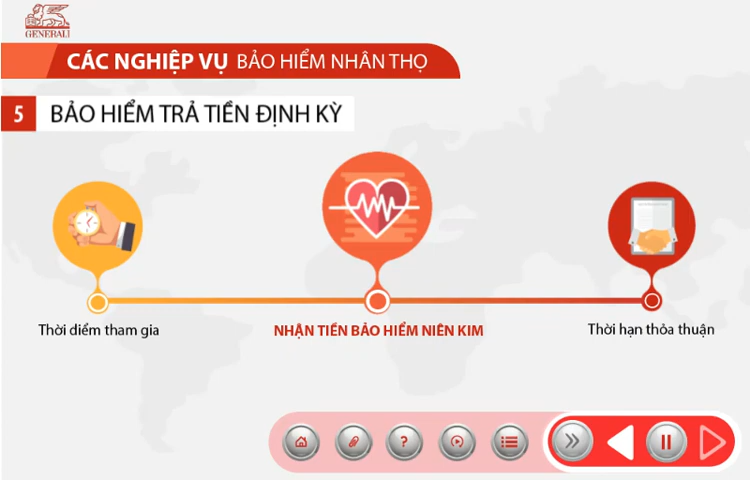 GENERALI
CÁC NGHIỆP VỤ BẢO HIỂM NHÂN THỌ
5 BẢO HIỂM TRẢ TIỀN ĐỊNH KỲ
Thời điểm tham gia
NHẬN TIỀN BẢO HIỂM NIÊN KIM
Thời hạn thỏa thuận
?